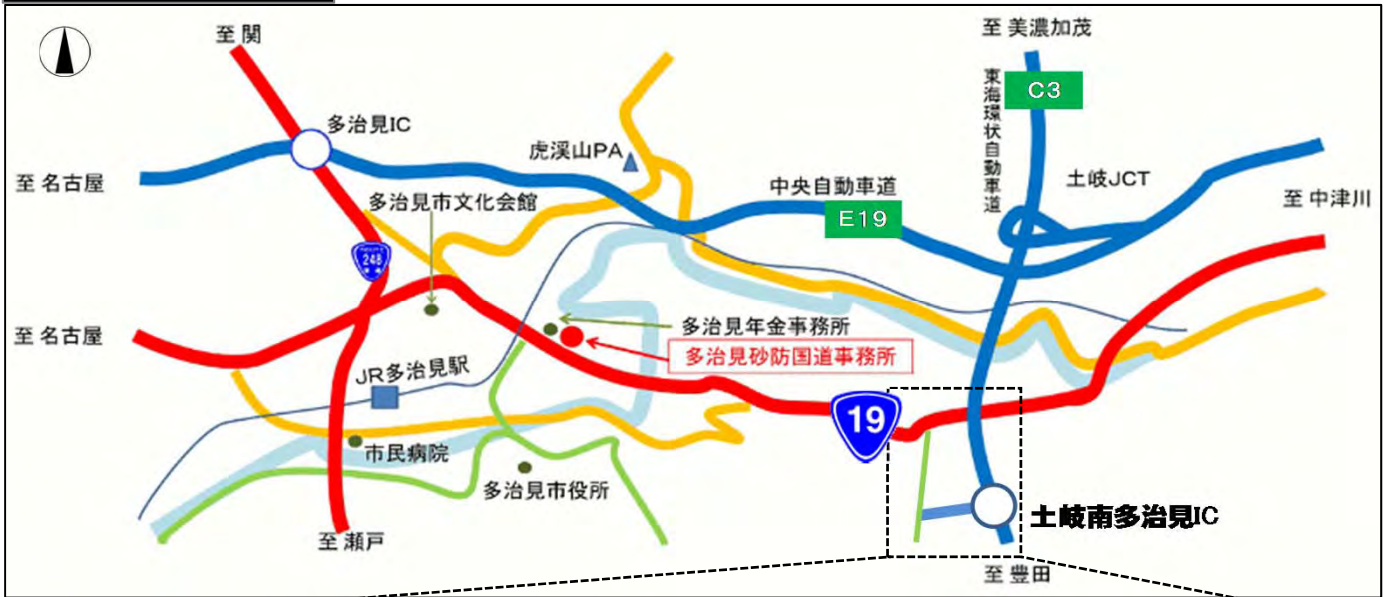 至 関
至 美濃加茂
東海環状自動車道
C3
多治見IC
虎渓山PA
中央自動車道
土岐JCT
至 名古屋
多治見市文化会館
E19
至 中津川
248
至 名古屋
多治見年金事務所
多治見砂防国道事務所
JR多治見駅
19
市民病院
多治見市役所
土岐南多治見IC
至 瀬戸
至 豊田